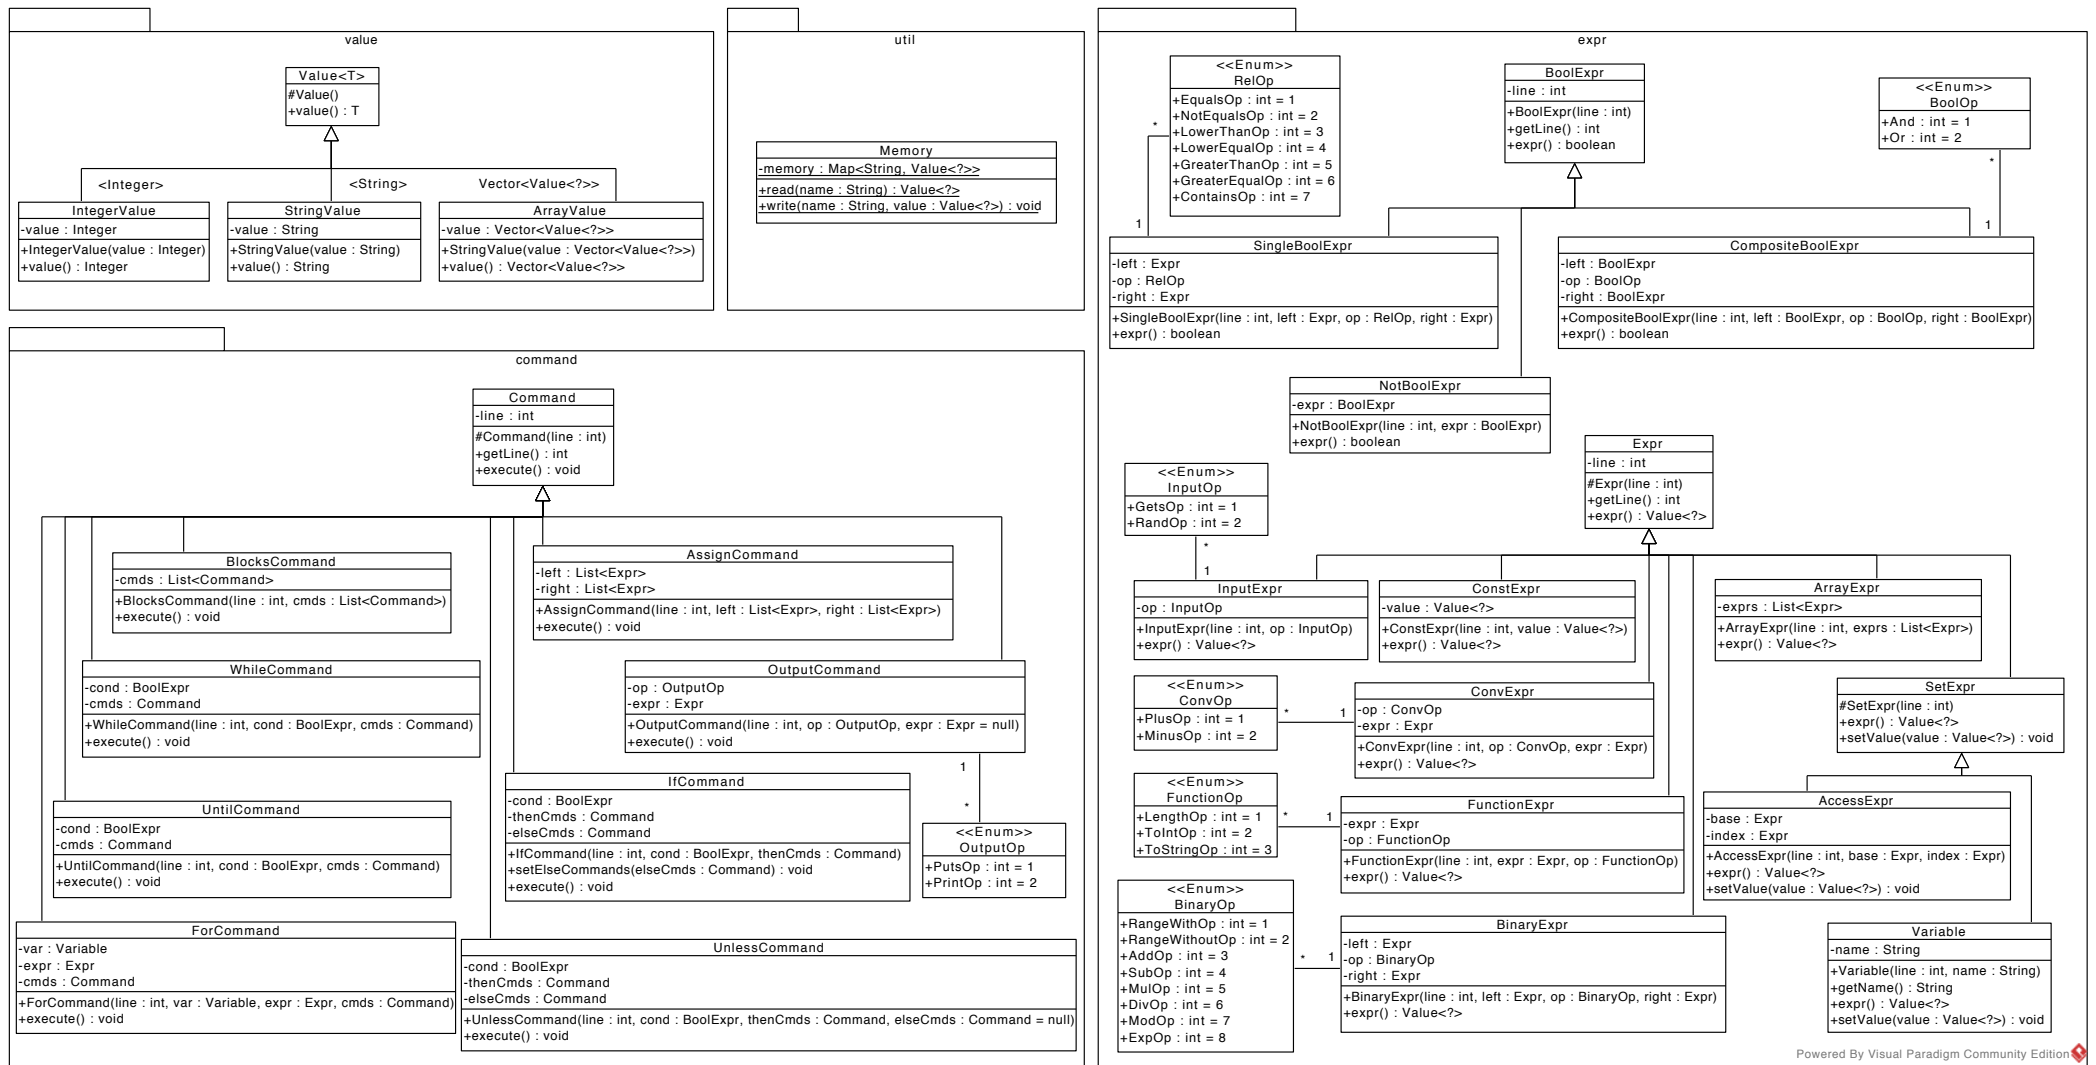 value
Value<T>
#Value()
+value() : T
<Integer>
<String>
Vector<Value<?>>
IntegerValue
-value : Integer
+IntegerValue(value : Integer)
+value() : Integer
StringValue
-value : String
+StringValue(value : String)
+value() : String
ArrayValue
-value : Vector<Value<?>>
+StringValue(value : Vector<Value<?>>)
+value() : Vector<Value<?>>
util
Memory
-memory : Map<String, Value<?>>
+read(name : String) : Value<?>
+write(name : String, value : Value<?>) : void
command
Command
-line : int
#Command(line : int)
+getLine() : int
+execute() : void
BlocksCommand
-cmds : List<Command>
+BlocksCommand(line : int, cmds : List<Command>)
+execute() : void
AssignCommand
-left : List<Expr>
-right : List<Expr>
+AssignCommand(line : int, left : List<Expr>, right : List<Expr>)
+execute() : void
WhileCommand
-cond : BoolExpr
-cmds : Command
+WhileCommand(line : int, cond : BoolExpr, cmds : Command)
+execute() : void
OutputCommand
-op : OutputOp
-expr : Expr
+OutputCommand(line : int, op : OutputOp, expr : Expr = null)
+execute() : void
1
*
UntilCommand
-cond : BoolExpr
-cmds : Command
+UntilCommand(line : int, cond : BoolExpr, cmds : Command)
+execute() : void
IfCommand
-cond : BoolExpr
-thenCmds : Command
-elseCmds : Command
+IfCommand(line : int, cond : BoolExpr, thenCmds : Command)
+setElseCommands(elseCmds : Command) : void
+execute() : void
<<Enum>>
OutputOp
+PutsOp : int = 1
+PrintOp : int = 2
ForCommand
-var : Variable
-expr : Expr
-cmds : Command
+ForCommand(line : int, var : Variable, expr : Expr, cmds : Command)
+execute() : void
UnlessCommand
-cond : BoolExpr
-thenCmds : Command
-elseCmds : Command
+UnlessCommand(line : int, cond : BoolExpr, thenCmds : Command, elseCmds : Command = null)
+execute() : void
expr
<<Enum>>
RelOp
+EqualsOp : int = 1
+NotEqualsOp : int = 2
+LowerThanOp : int = 3
+LowerEqualOp : int = 4
+GreaterThanOp : int = 5
+GreaterEqualOp : int = 6
+ContainsOp : int = 7
*
1
BoolExpr
-line : int
+BoolExpr(line : int)
+getLine() : int
+expr() : boolean
<<Enum>>
BoolOp
+And : int = 1
+Or : int = 2
*
1
SingleBoolExpr
-left : Expr
-op : RelOp
-right : Expr
+SingleBoolExpr(line : int, left : Expr, op : RelOp, right : Expr)
+expr() : boolean
CompositeBoolExpr
-left : BoolExpr
-op : BoolOp
-right : BoolExpr
+CompositeBoolExpr(line : int, left : BoolExpr, op : BoolOp, right : BoolExpr)
+expr() : boolean
NotBoolExpr
-expr : BoolExpr
+NotBoolExpr(line : int, expr : BoolExpr)
+expr() : boolean
Expr
-line : int
#Expr(line : int)
+getLine() : int
+expr() : Value<?>
<<Enum>>
InputOp
+GetsOp : int = 1
+RandOp : int = 2
*
1
InputExpr
-op : InputOp
+InputExpr(line : int, op : InputOp)
+expr() : Value<?>
ConstExpr
-value : Value<?>
+ConstExpr(line : int, value : Value<?>)
+expr() : Value<?>
ArrayExpr
-exprs : List<Expr>
+ArrayExpr(line : int, exprs : List<Expr>)
+expr() : Value<?>
<<Enum>>
ConvOp
+PlusOp : int = 1
+MinusOp : int = 2
*
1
ConvExpr
-op : ConvOp
-expr : Expr
+ConvExpr(line : int, op : ConvOp, expr : Expr)
+expr() : Value<?>
SetExpr
#SetExpr(line : int)
+expr() : Value<?>
+setValue(value : Value<?>) : void
<<Enum>>
FunctionOp
+LengthOp : int = 1
+ToIntOp : int = 2
+ToStringOp : int = 3
*
1
FunctionExpr
-expr : Expr
-op : FunctionOp
+FunctionExpr(line : int, expr : Expr, op : FunctionOp)
+expr() : Value<?>
AccessExpr
-base : Expr
-index : Expr
+AccessExpr(line : int, base : Expr, index : Expr)
+expr() : Value<?>
+setValue(value : Value<?>) : void
<<Enum>>
BinaryOp
+RangeWithOp : int = 1
+RangeWithoutOp : int = 2
+AddOp : int = 3
+SubOp : int = 4
+MulOp : int = 5
+DivOp : int = 6
+ModOp : int = 7
+ExpOp : int = 8
*
1
BinaryExpr
-left : Expr
-op : BinaryOp
-right : Expr
+BinaryExpr(line : int, left : Expr, op : BinaryOp, right : Expr)
+expr() : Value<?>
Variable
-name : String
+Variable(line : int, name : String)
+getName() : String
+expr() : Value<?>
+setValue(value : Value<?>) : void
Powered By Visual Paradigm Community Edition